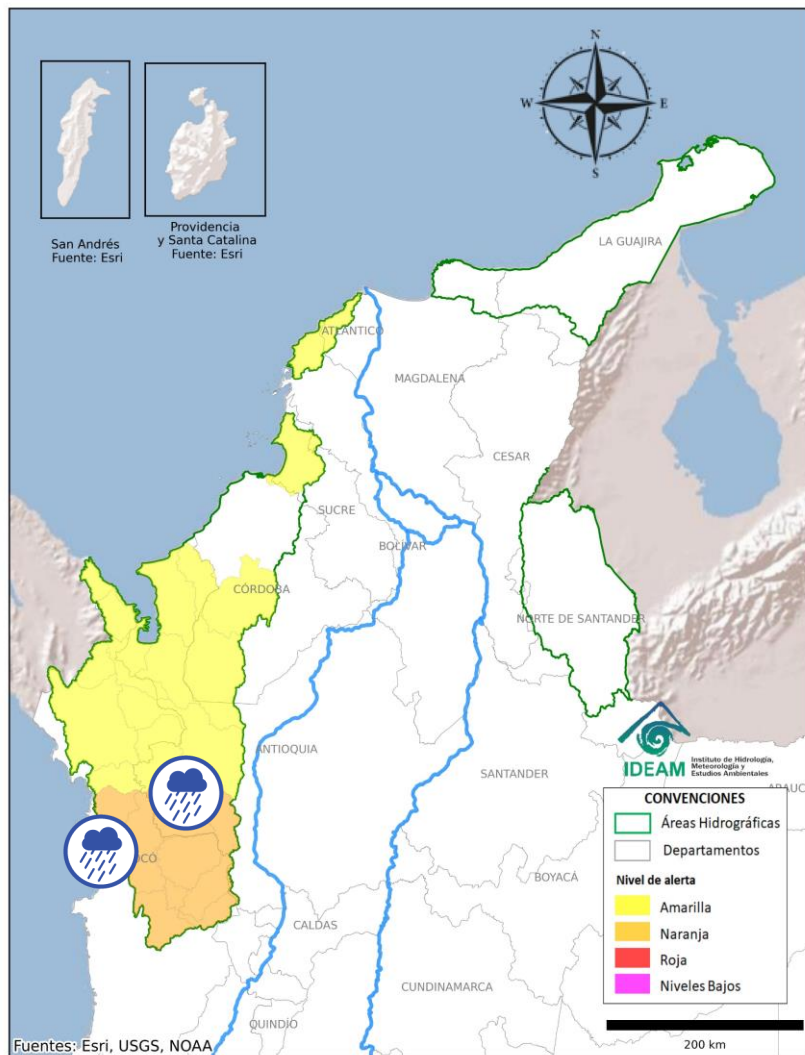 N
W
E
S
San Andrés
Fuente: Esri
Providencia
y Santa Catalina
Fuente: Esri
LA GUAJIRA
ATLÁNTICO
MAGDALENA
CESAR
SUCRE
BOLÍVAR
CÓRDOBA
NORTE DE SANTANDER
ANTIOQUIA
SANTANDER
IDEAM
Instituto de Hidrología,
Meteorología y
Estudios Ambientales
ARAUC
CONVENCIONES
Áreas Hidrográficas
Departamentos
Nivel de alerta
Amarilla
Naranja
Roja
Niveles Bajos
OCÓ
BOYACÁ
CALDAS
CUNDINAMARCA
QUINDÍO
Fuentes: Esri, USGS, NOAA
200 km